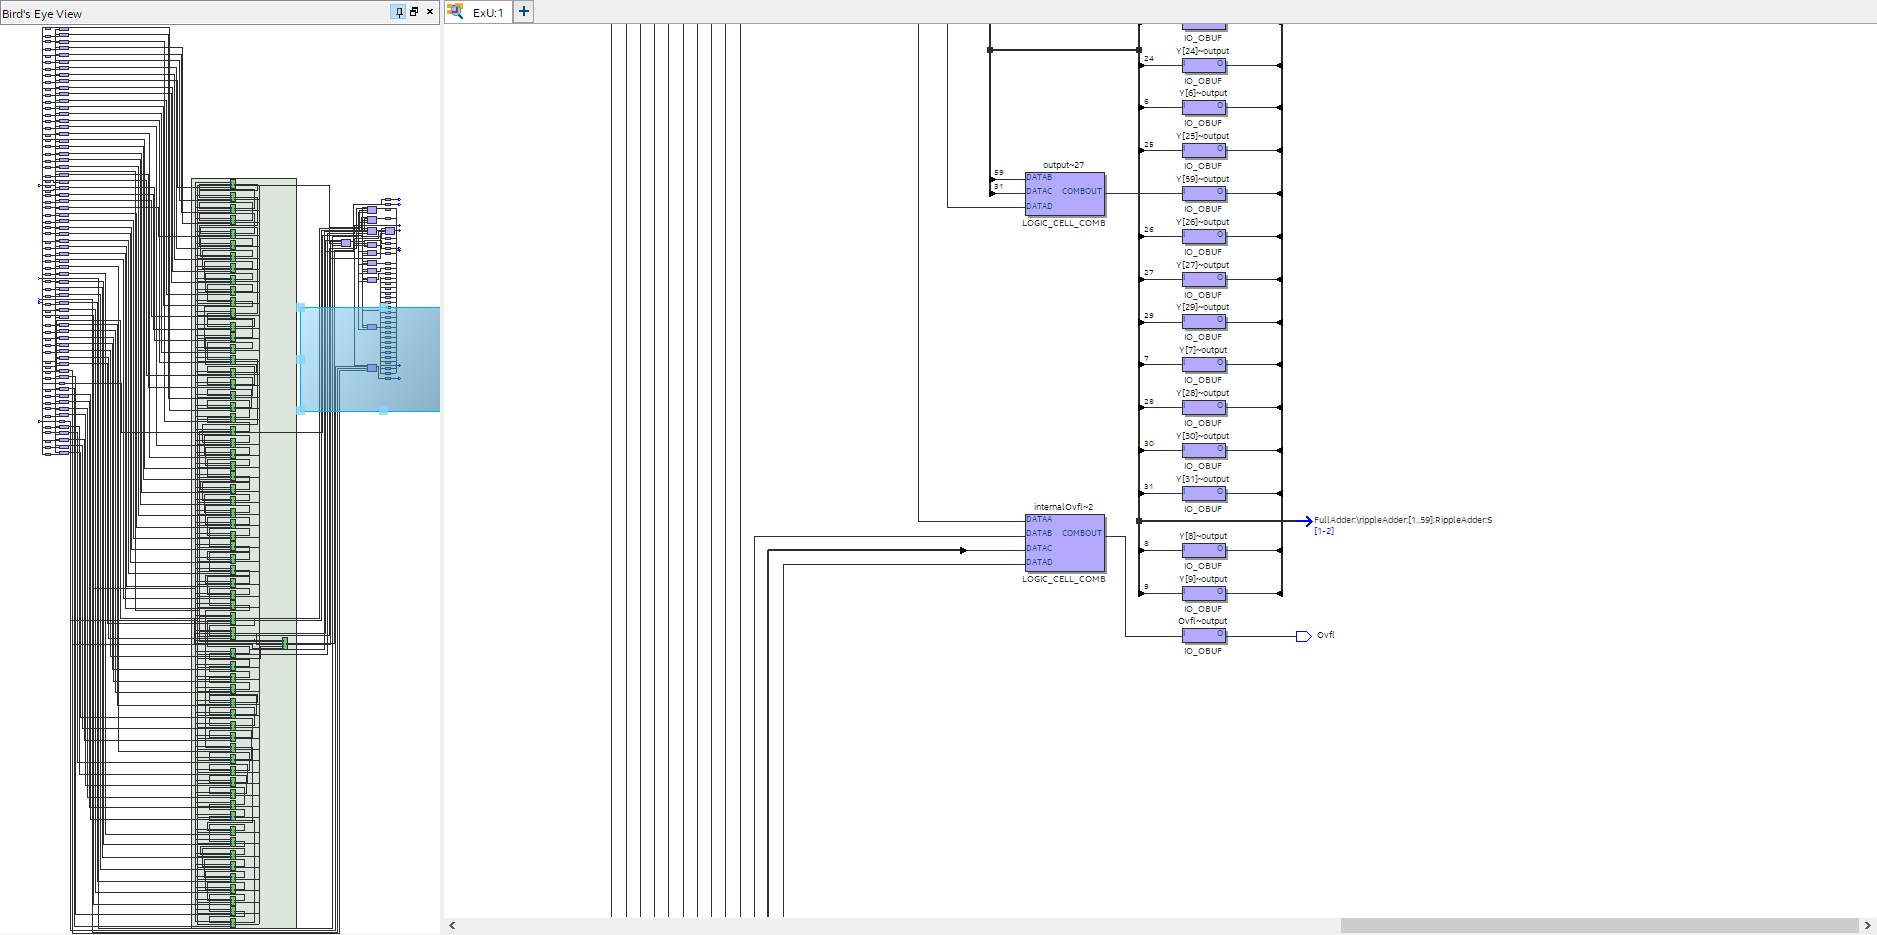 Bird's Eye View
ExU:1
IO_OBUF
Y[24]~output
24
I O
IO_OBUF
Y[6]~output
6
I O
IO_OBUF
Y[25]~output
25
I O
IO_OBUF
output~27
59
DATAB
31
DATAC COMBOUT
DATAD
LOGIC_CELL_COMB
Y[59]~output
I O
IO_OBUF
Y[26]~output
26
I O
IO_OBUF
Y[27]~output
27
I O
IO_OBUF
Y[29]~output
29
I O
IO_OBUF
Y[7]~output
7
I O
IO_OBUF
Y[28]~output
28
I O
IO_OBUF
Y[30]~output
30
I O
IO_OBUF
Y[31]~output
31
I O
IO_OBUF
internalOvfl~2
DATAA
DATAB COMBOUT
DATAC
DATAD
LOGIC_CELL_COMB
FullAdder:\rippleAdder:[1..59]:RippleAdder:S
[1-2]
Y[8]~output
8
I O
IO_OBUF
Y[9]~output
9
I O
IO_OBUF
Ovfl~output
I O
IO_OBUF
Ovfl